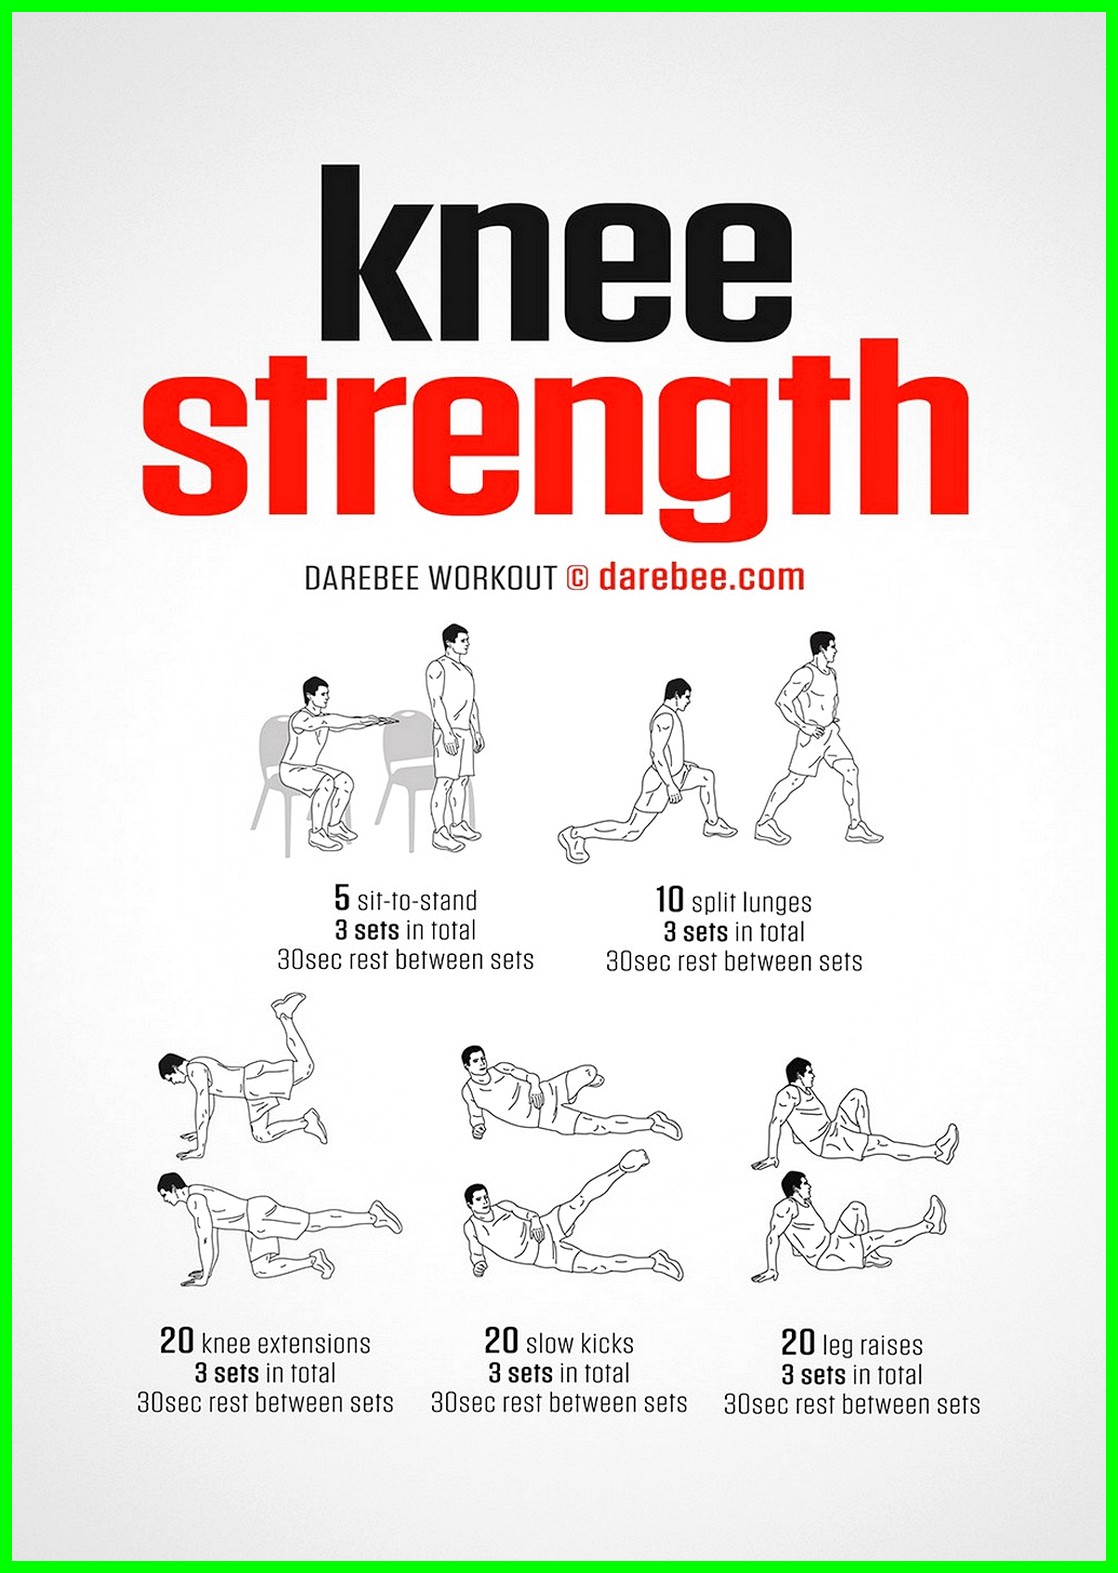 knee
strength
DAREBEE WORKOUT © darebee.com
5 sit-to-stand
3 sets in total
30sec rest between sets
10 split lunges
3 sets in total
30sec rest between sets
20 knee extensions
3 sets in total
30sec rest between sets
20 slow kicks
3 sets in total
30sec rest between sets
20 leg raises
3 sets in total
30sec rest between sets